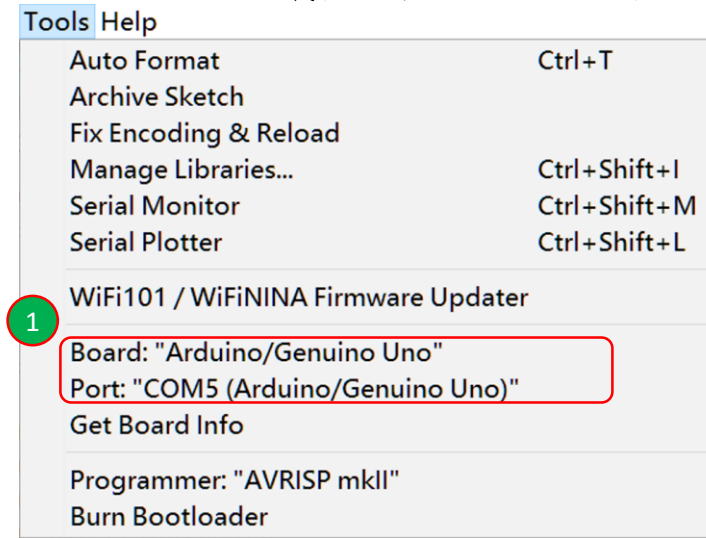 Tools Help
Auto Format Ctrl+T
Archive Sketch
Fix Encoding & Reload
Manage Libraries... Ctrl+Shift+I
Serial Monitor Ctrl+Shift+M
Serial Plotter Ctrl+Shift+L
WiFi101 / WiFiNINA Firmware Updater
1
Board: "Arduino/Genuino Uno"
Port: "COM5 (Arduino/Genuino Uno)"
Get Board Info
Programmer: "AVRISP mkII"
Burn Bootloader